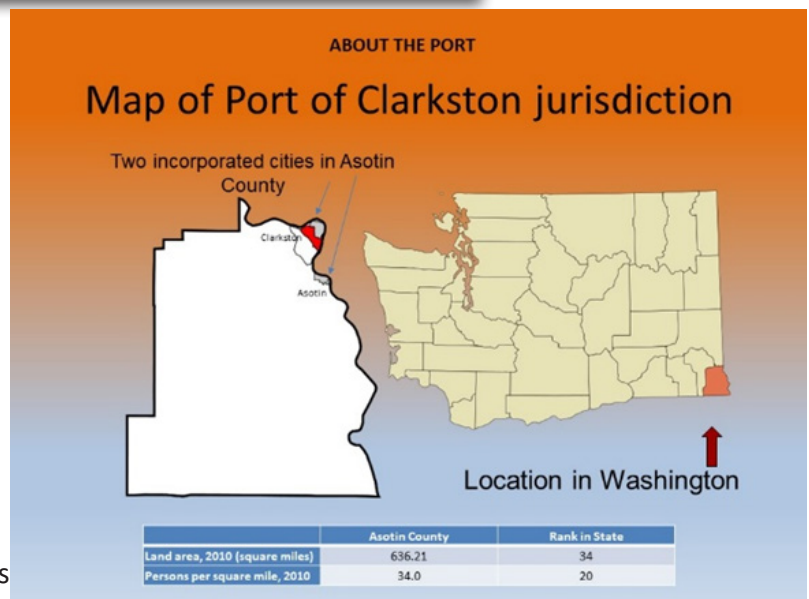 ABOUT THE PORT
Map of Port of Clarkston jurisdiction
Two incorporated cities in Asotin
County
Clarkston
Asotin
Location in Washington
Asotin County Rank in State
Land area, 2010 (square miles) 636.21 34
Persons per square mile, 2010 34.0 20
s